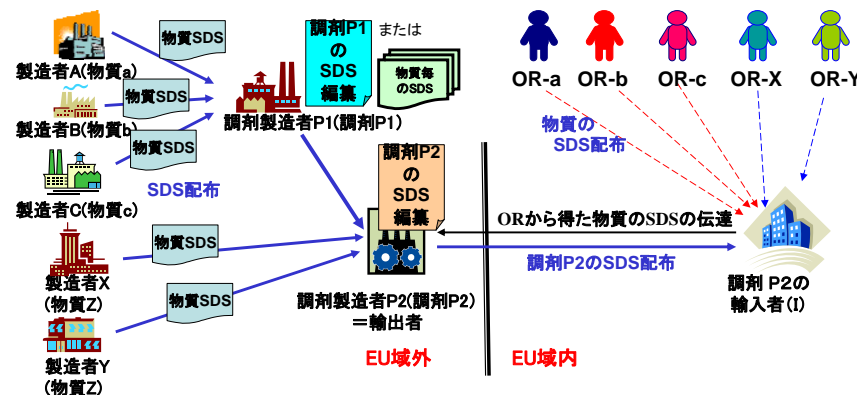 物質SDS
製造者A(物質a)
物質SDS
製造者B(物質b)
物質SDS
製造者C(物質c)
SDS配布
調剤P1
の
SDS
編纂
または
物質毎
のSDS
調剤製造者P1(調剤P1)
OR-a
OR-b
OR-c
OR-X
OR-Y
物質の
SDS配布
調剤P2
の
SDS
編纂
ORから得た物質のSDSの伝達
調剤P2のSDS配布
物質SDS
製造者X
(物質Z)
物質SDS
製造者Y
(物質Z)
調剤製造者P2(調剤P2)
＝輸出者
調剤 P2の
輸入者(I)
EU域外
EU域内